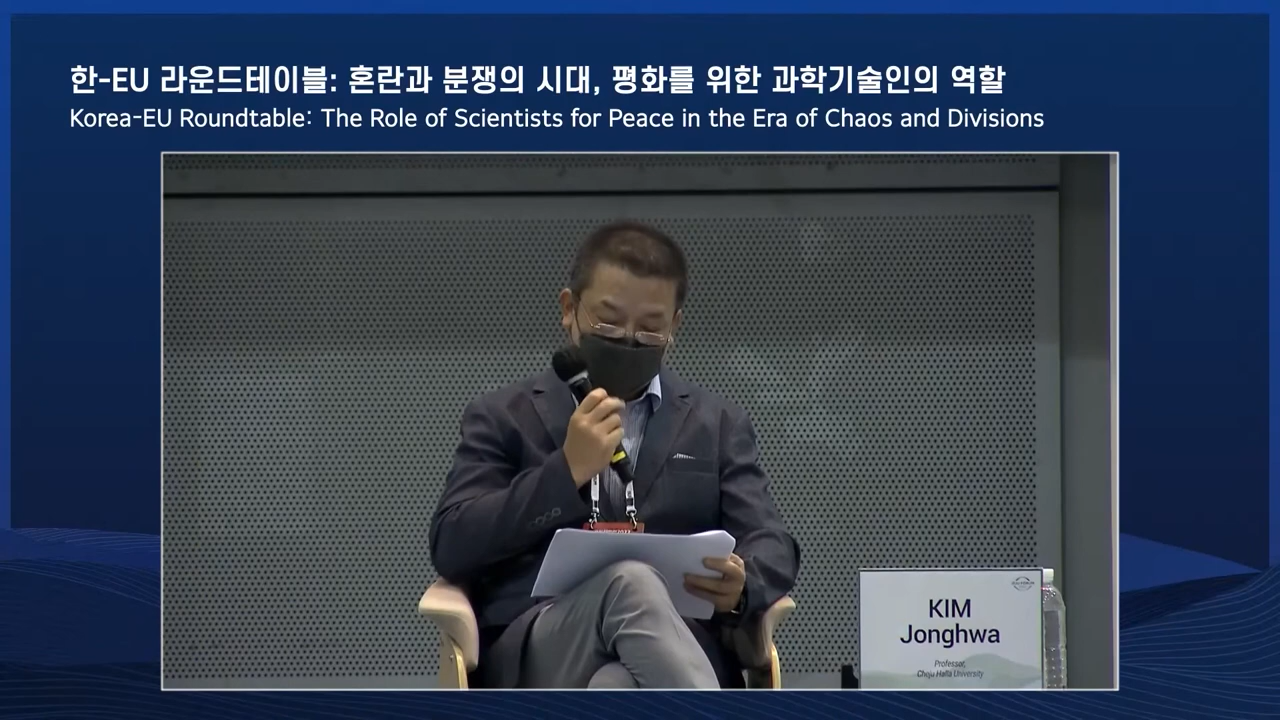 한-EU 라운드테이블: 혼란과 분쟁의 시대, 평화를 위한 과학기술인의 역할
Korea-EU Roundtable: The Role of Scientists for Peace in the Era of Chaos and Divisions
KIM
Jonghwa
Professor,
Cheju Halla University